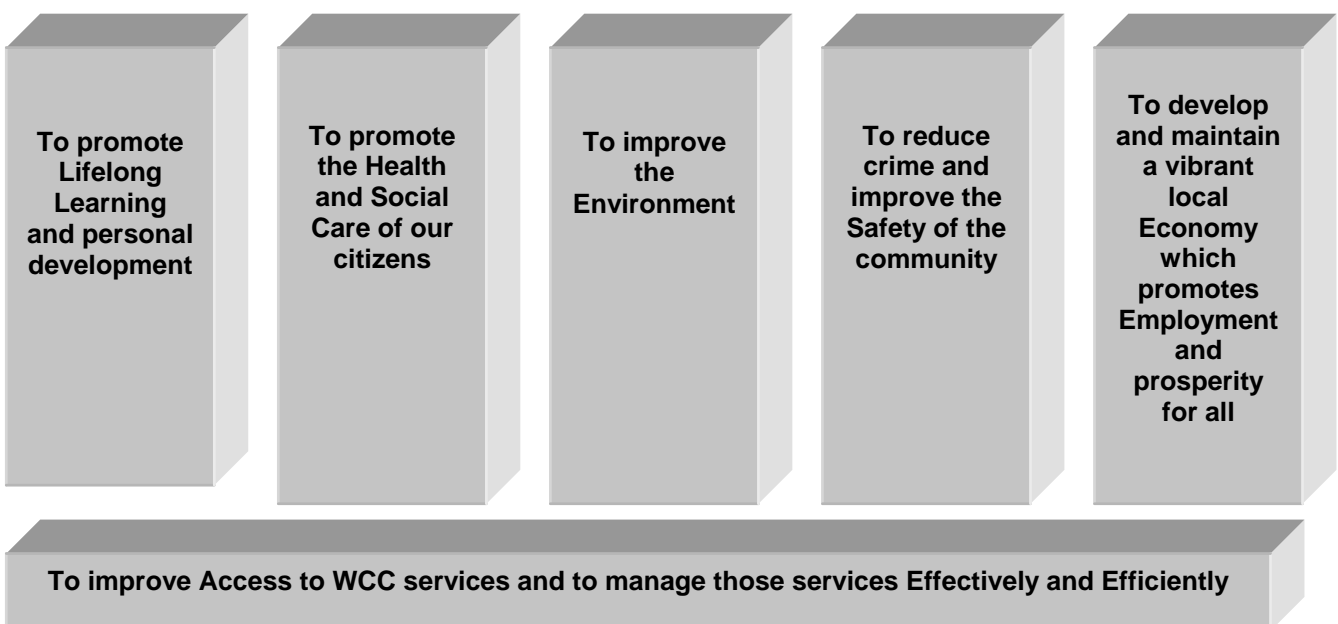 To promote
Lifelong
Learning
and personal
development
To promote
the Health
and Social
Care of our
citizens
To improve
the
Environment
To reduce
crime and
improve the
Safety of the
community
To develop
and maintain
a vibrant
local
Economy
which
promotes
Employment
and
prosperity
for all
To improve Access to WCC services and to manage those services Effectively and Efficiently